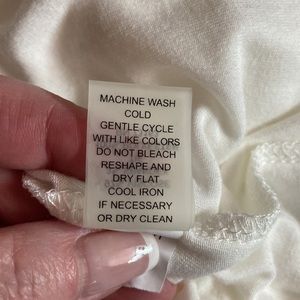 MACHINE WASH
COLD
GENTLE CYCLE
WITH LIKE COLORS
DO NOT BLEACH
RESHAPE AND
DRY FLAT
COOL IRON
IF NECESSARY
OR DRY CLEAN